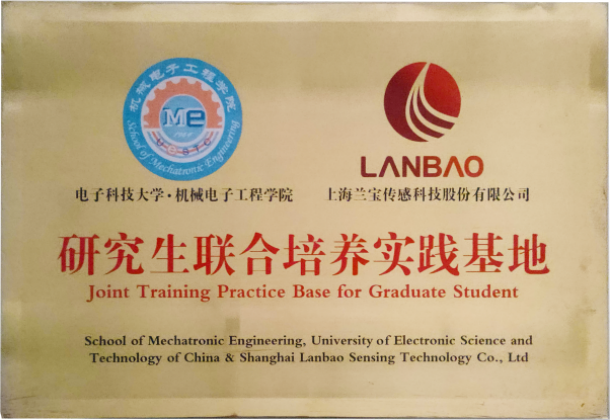 机械电子工程学院
Me
UESTC
School of Mechatronic Engineering
LANBAO
电子科技大学·机械电子工程学院
上海兰宝传感科技股份有限公司
研究生联合培养实践基地
Joint Training Practice Base for Graduate Student
School of Mechatronic Engineering, University of Electronic Science and
Technology of China & Shanghai Lanbao Sensing Technology Co., Ltd